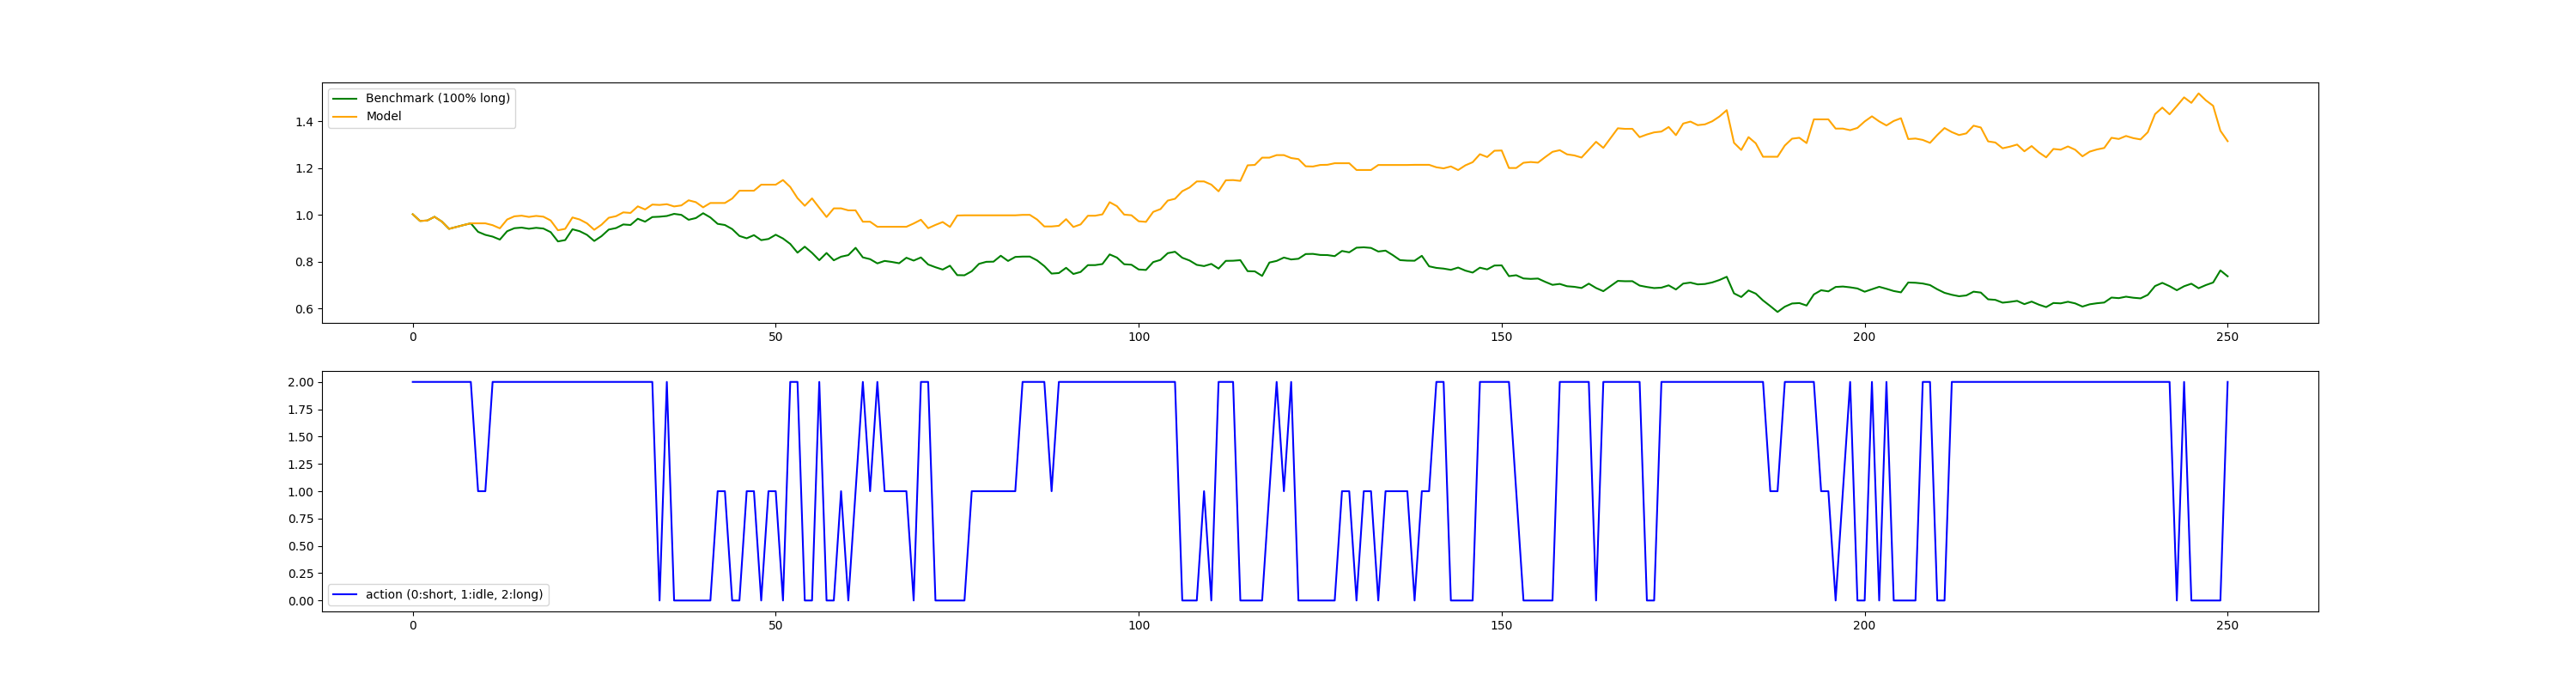 Benchmark (100% long)
Model
1.4
1.2
1.0
0.8
0.6
0 50 100 150 200 250
2.00
1.75
1.50
1.25
1.00
0.75
0.50
0.25
0.00
action (0:short, 1:idle, 2:long)
0 50 100 150 200 250